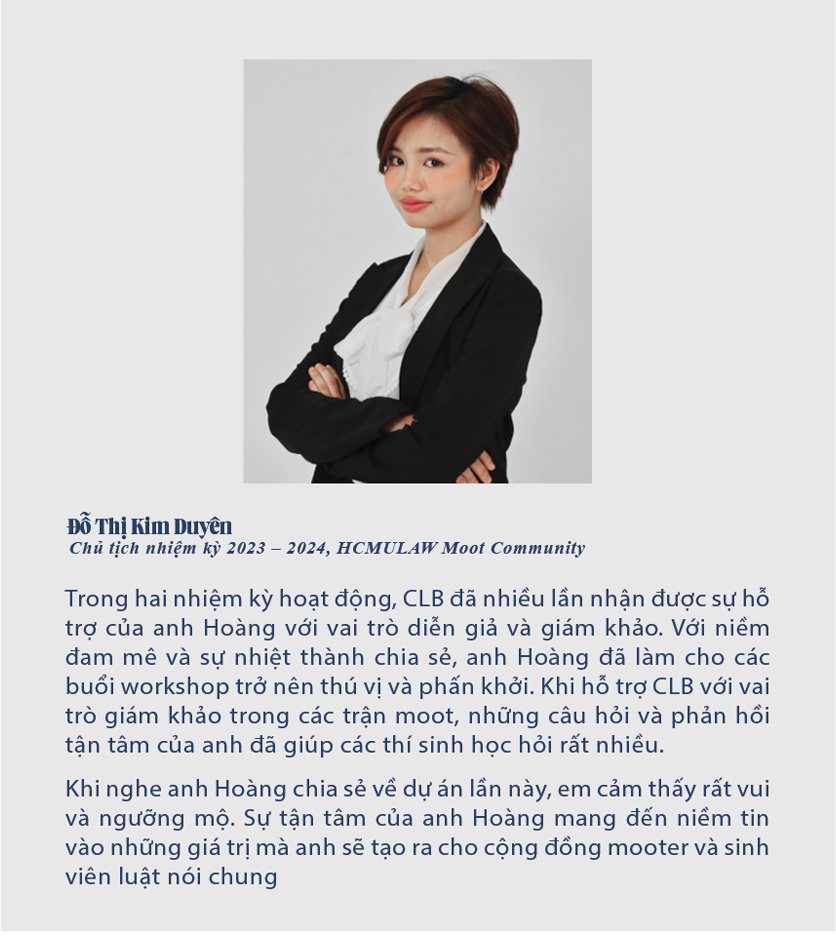 Đỗ Thị Kim Duyên
Chủ tịch nhiệm kỳ 2023 – 2024, HCMULAW Moot Community
Trong hai nhiệm kỳ hoạt động, CLB đã nhiều lần nhận được sự hỗ
trợ của anh Hoàng với vai trò diễn giả và giám khảo. Với niềm
đam mê và sự nhiệt thành chia sẻ, anh Hoàng đã làm cho các
buổi workshop trở nên thú vị và phấn khởi. Khi hỗ trợ CLB với vai
trò giám khảo trong các trận moot, những câu hỏi và phản hồi
tận tâm của anh đã giúp các thí sinh học hỏi rất nhiều.
Khi nghe anh Hoàng chia sẻ về dự án lần này, em cảm thấy rất vui
và ngưỡng mộ. Sự tận tâm của anh Hoàng mang đến niềm tin
vào những giá trị mà anh sẽ tạo ra cho cộng đồng mooter và sinh
viên luật nói chung